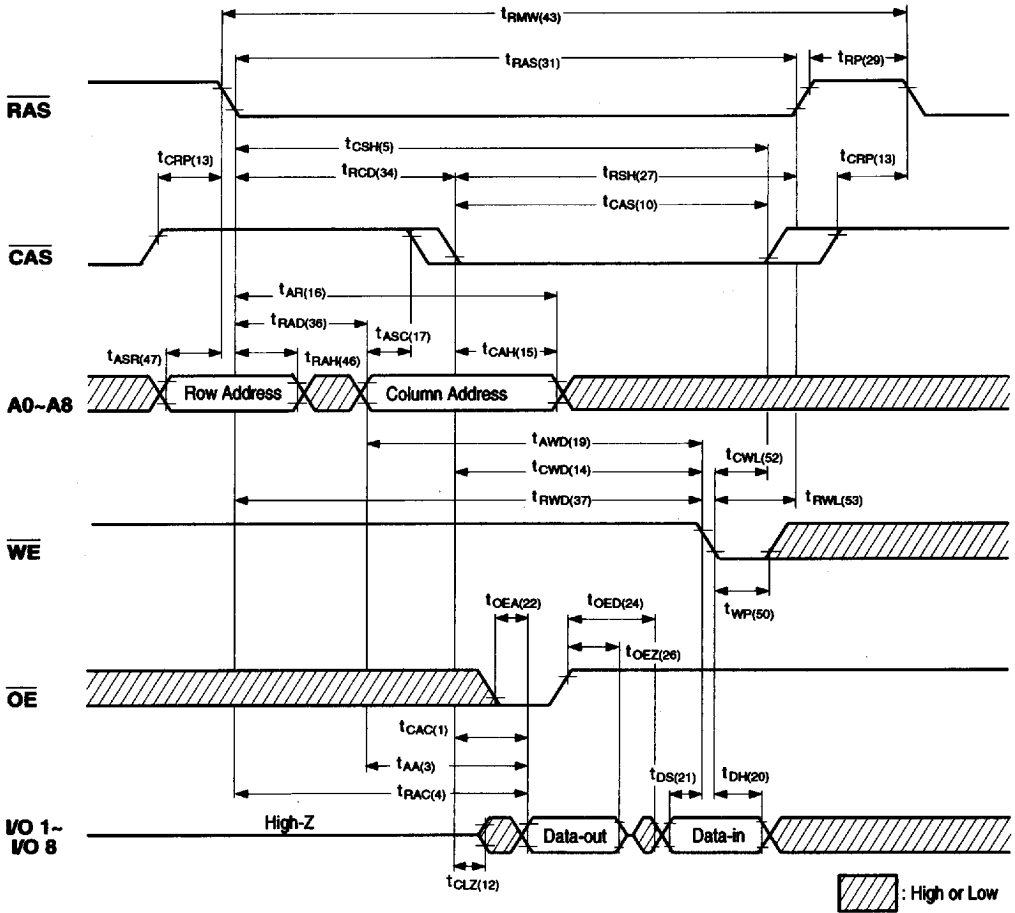 tRMW(43)
tRAS(31)
tRP(29)
RAS
tCSH(5)
tCRP(13)
tRCD(34)
tRSH(27)
tCRP(13)
tCAS(10)
CAS
tAR(16)
tRAD(36)
tASC(17)
tASR(47)
tRAH(46)
tCAH(15)
A0~A8
Row Address
Column Address
tAWD(19)
tCWL(52)
tCWD(14)
tRWD(37)
tRWL(53)
WE
tOEA(22)
tOED(24)
tWP(50)
tOEZ(26)
OE
tCAC(1)
tAA(3)
tDS(21)
tDH(20)
tRAC(4)
I/O 1~
I/O 8
High-Z
Data-out
Data-in
tCLZ(12)
: High or Low